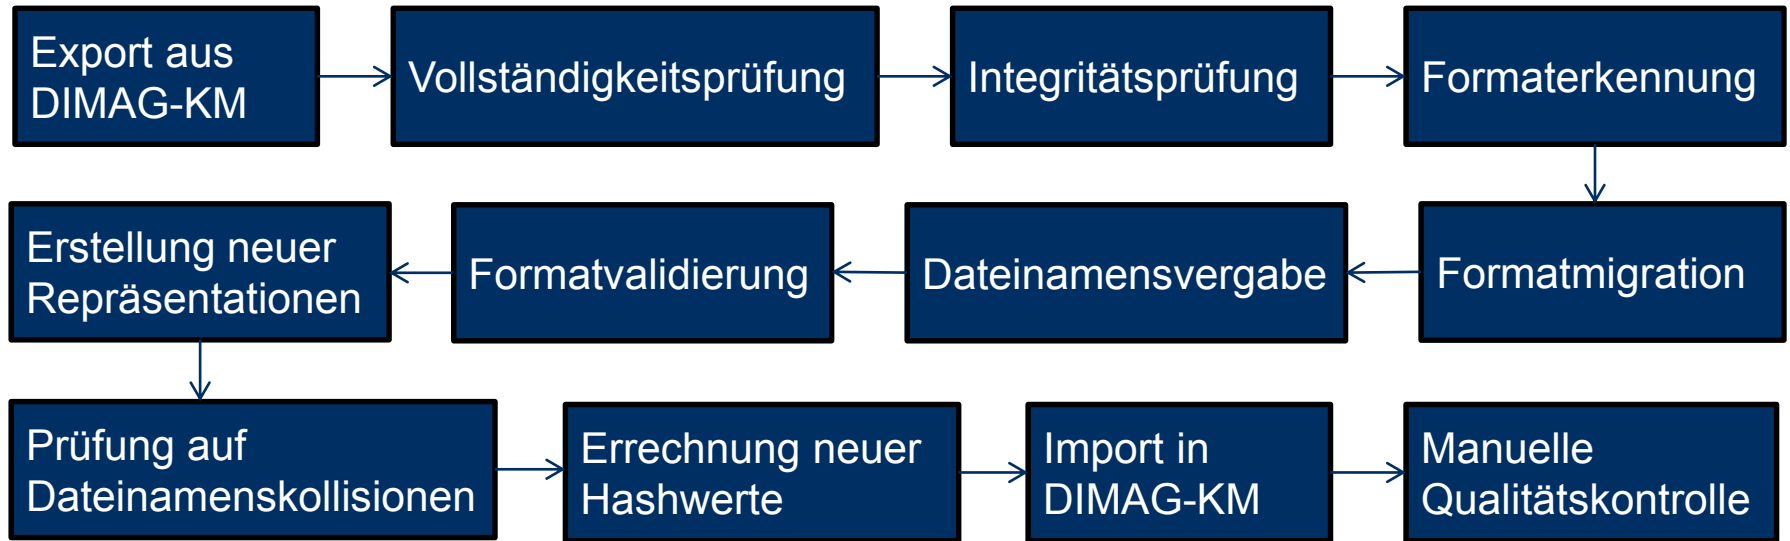 Export aus
DIMAG-KM
Vollständigkeitsprüfung
Integritätsprüfung
Formaterkennung
Formatmigration
Dateinamensvergabe
Formatvalidierung
Erstellung neuer
Repräsentationen
Prüfung auf
Dateinamenskollisionen
Errechnung neuer
Hashwerte
Import in
DIMAG-KM
Manuelle
Qualitätskontrolle